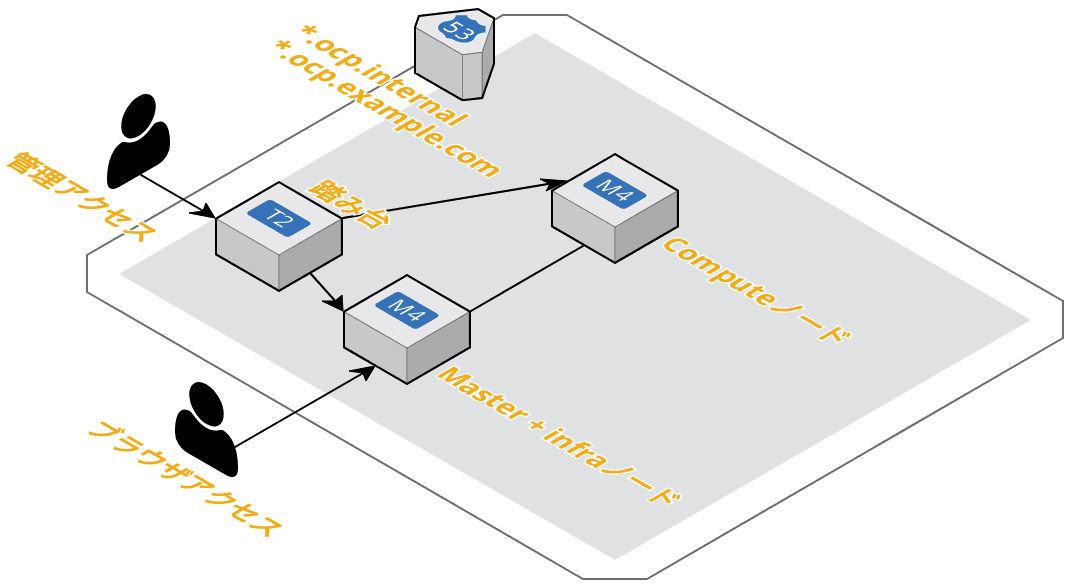 53
*.ocp.internal
*.ocp.example.com
管理アクセス
T2
踏み台
M4
Computeノード
M4
Master+infraノード
ブラウザアクセス